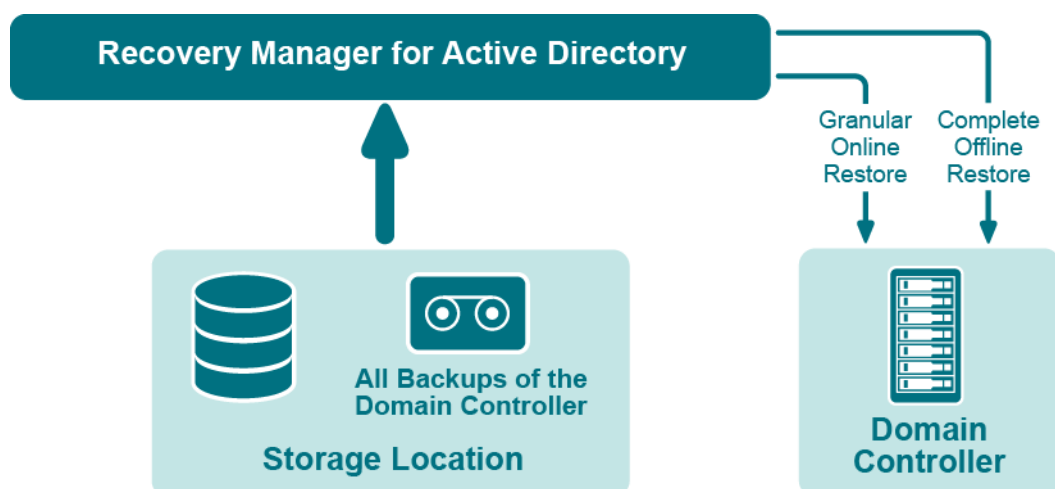 Recovery Manager for Active Directory
Granular
Online
Restore
Complete
Offline
Restore
All Backups of the
Domain Controller
Storage Location
Domain
Controller